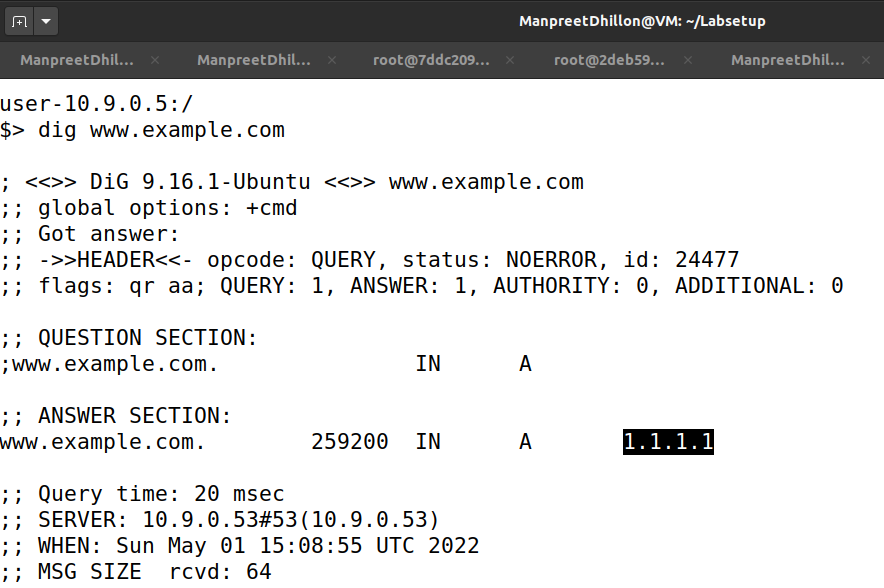 ManpreetDhillon@VM: ~/Labsetup
ManpreetDhil... × ManpreetDhil... × root@7ddc209... × root@2deb59... × ManpreetDhil... ×
user-10.9.0.5:/
$> dig www.example.com
; <<>> DiG 9.16.1-Ubuntu <<>> www.example.com
;; global options: +cmd
;; Got answer:
;; ->>HEADER<<- opcode: QUERY, status: NOERROR, id: 24477
;; flags: qr aa; QUERY: 1, ANSWER: 1, AUTHORITY: 0, ADDITIONAL: 0
;; QUESTION SECTION:
;www.example.com. IN A
;; ANSWER SECTION:
www.example.com. 259200 IN A 1.1.1.1
;; Query time: 20 msec
;; SERVER: 10.9.0.53#53(10.9.0.53)
;; WHEN: Sun May 01 15:08:55 UTC 2022
;; MSG SIZE rcvd: 64